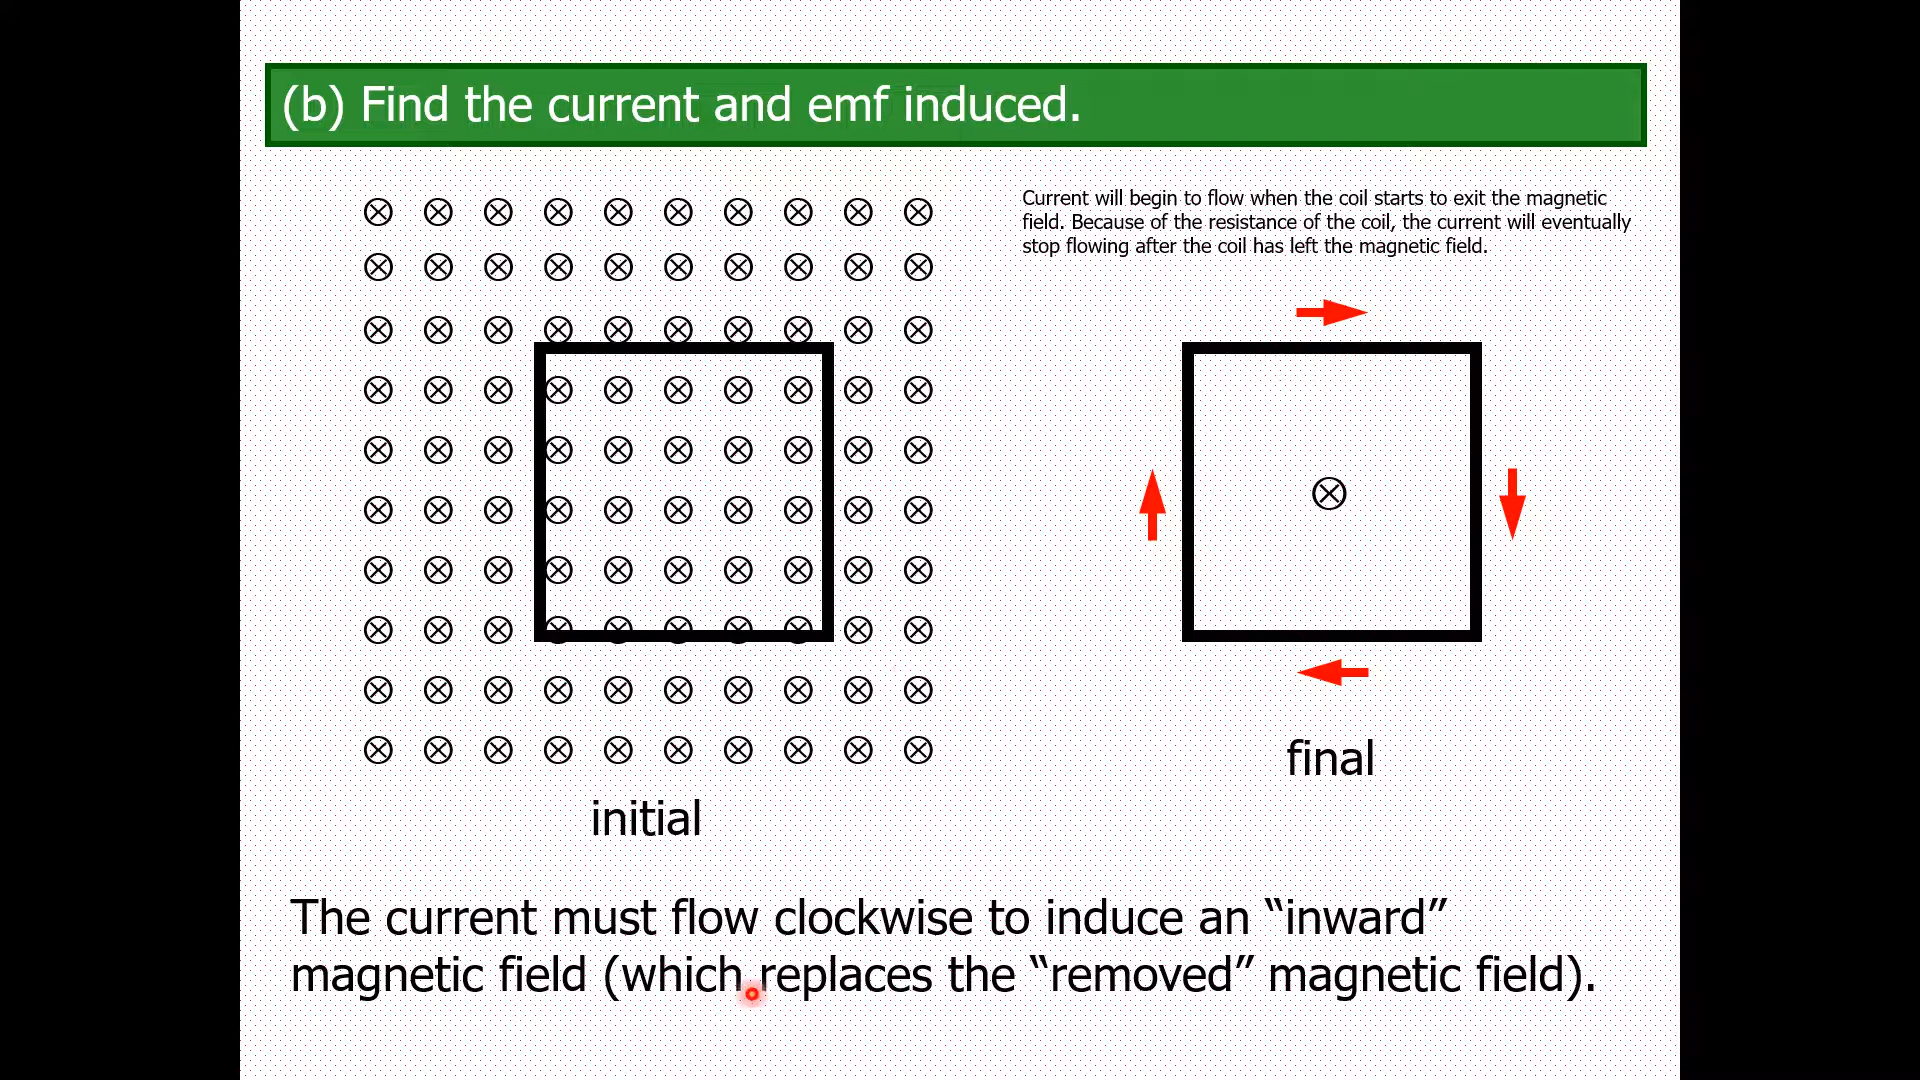 (b) Find the current and emf induced.
Current will begin to flow when the coil starts to exit the magnetic
field. Because of the resistance of the coil, the current will eventually
stop flowing after the coil has left the magnetic field.
final
initial
The current must flow clockwise to induce an “inward”
magnetic field (which replaces the “removed” magnetic field).